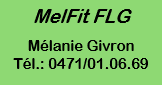 MelFit FLG
Mélanie Givron
Tél.: 0471/01.06.69